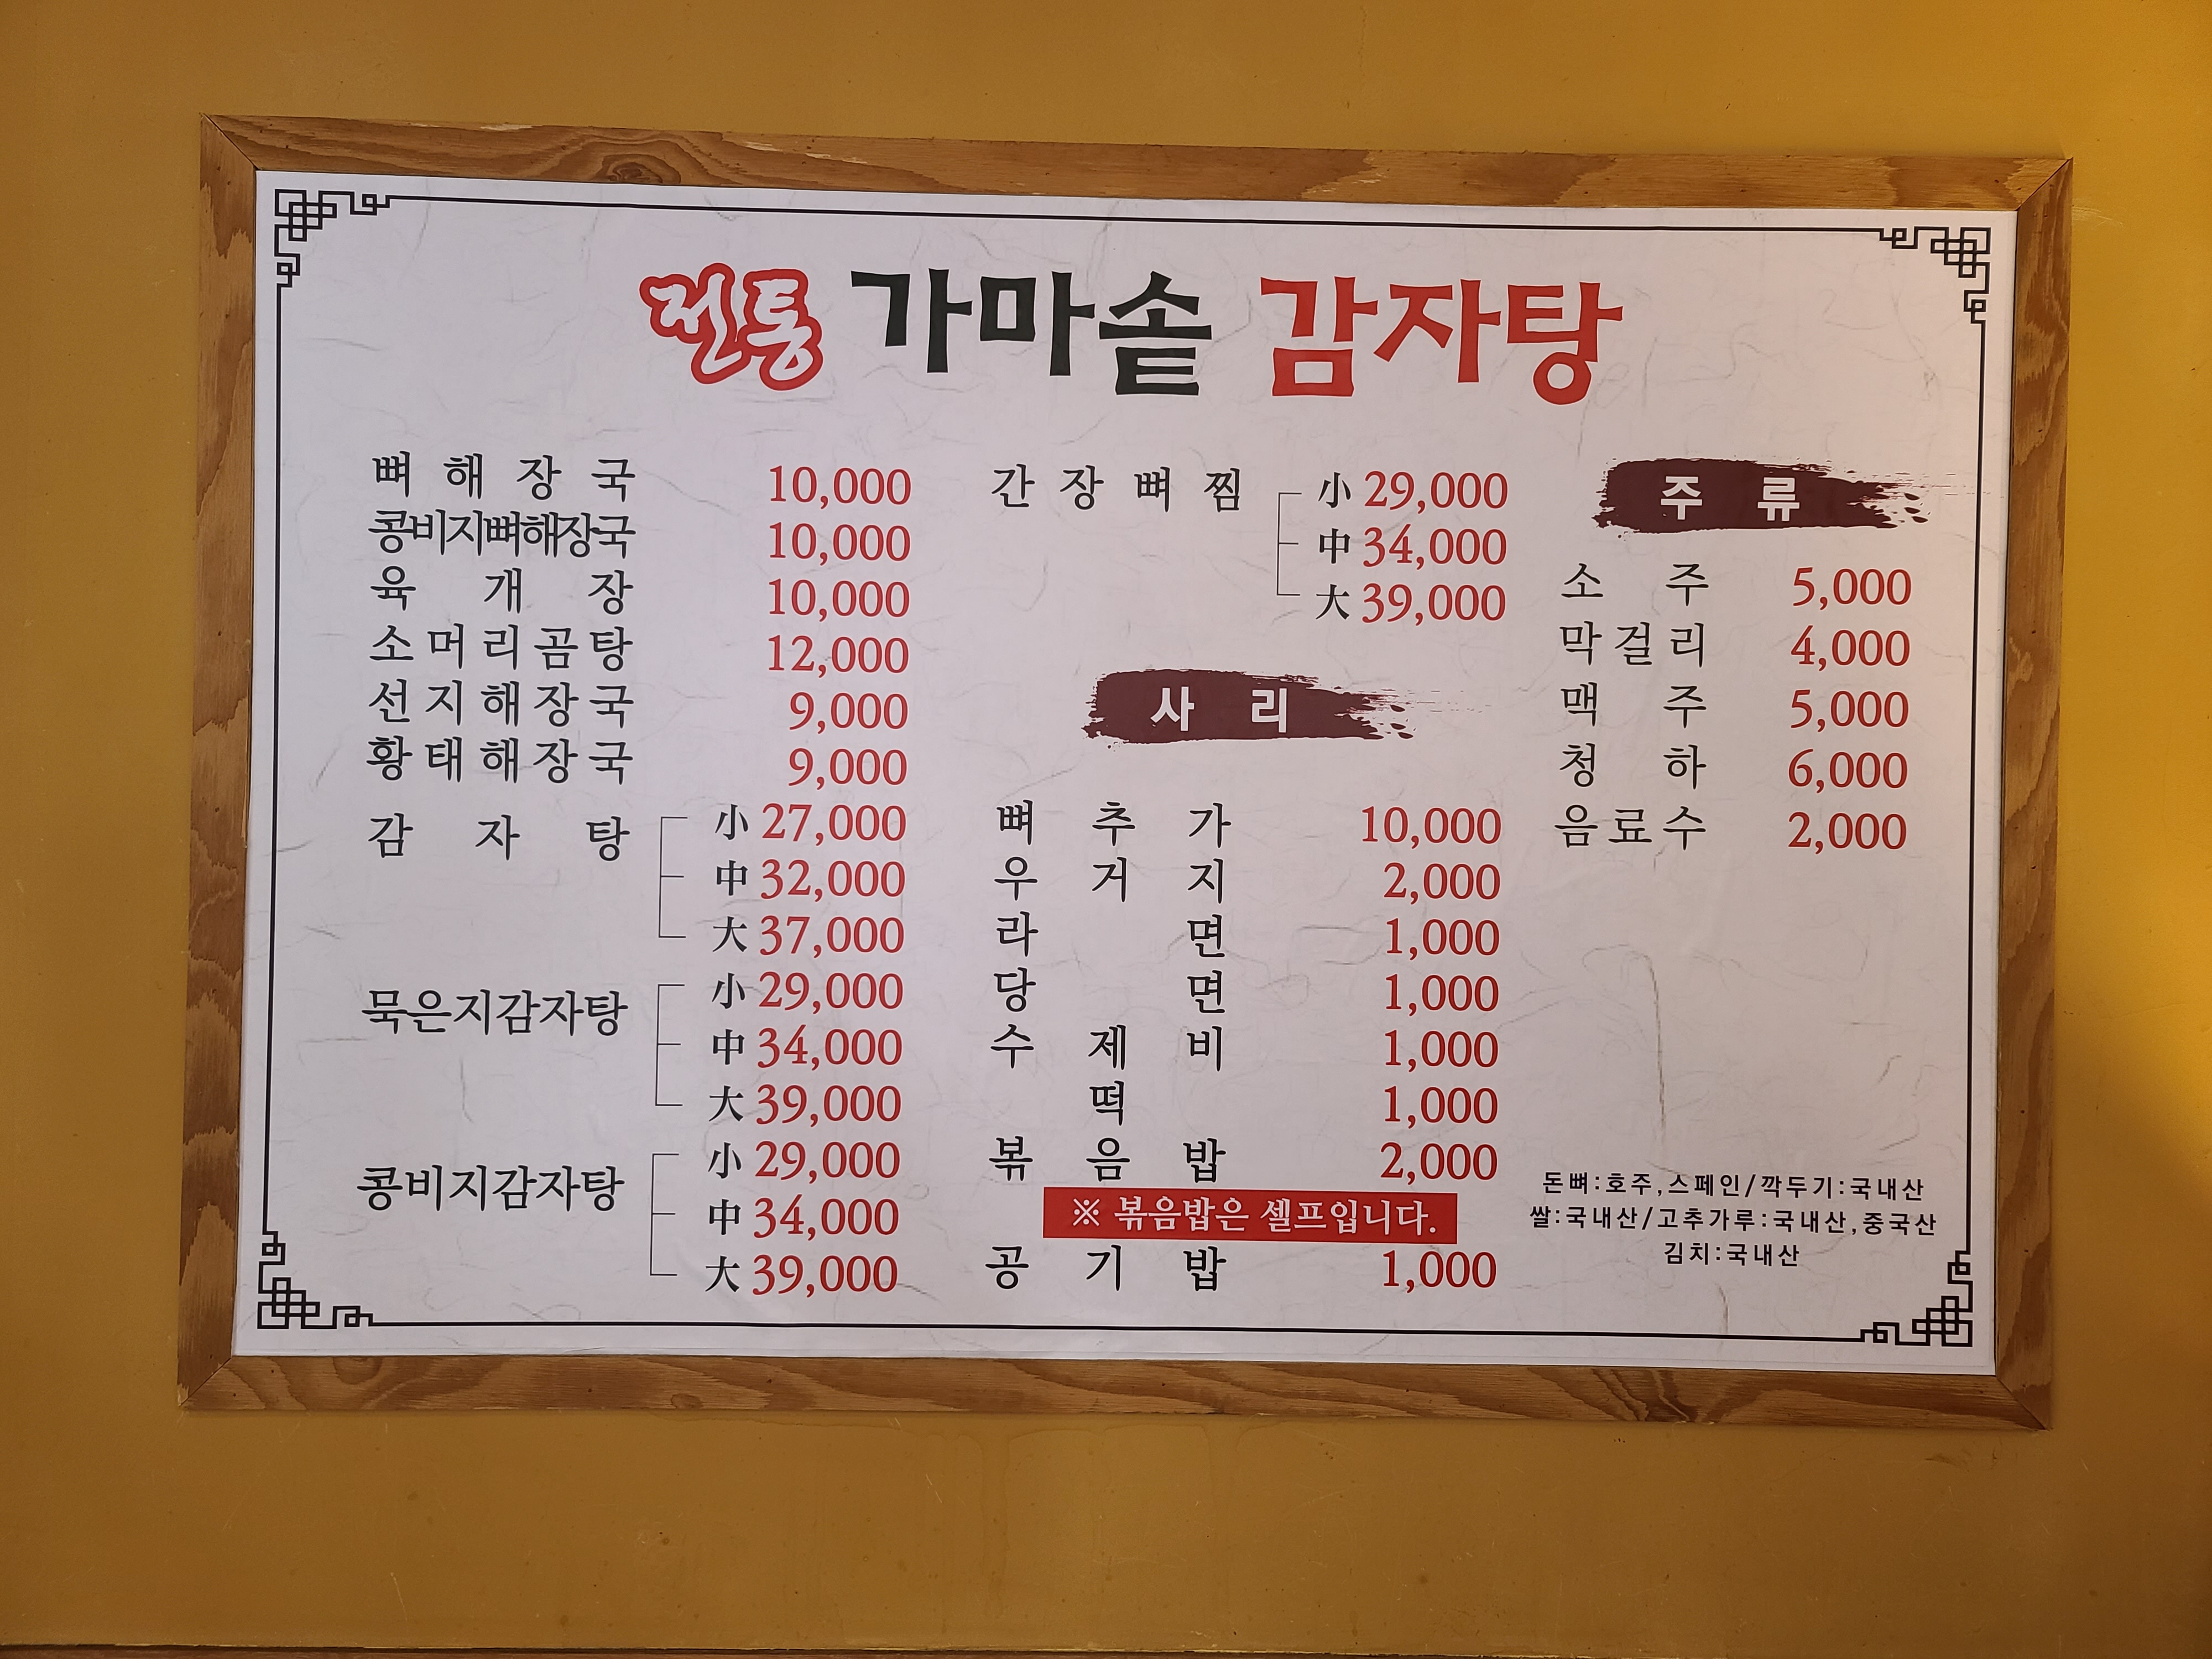 전통 가마솥 감자탕
뼈해장국 10,000
콩비지뼈해장국 10,000
육개장 10,000
소머리곰탕 12,000
선지해장국 9,000
황태해장국 9,000
감자탕 小 27,000
中 32,000
大 37,000
묵은지감자탕 小 29,000
中 34,000
大 39,000
콩비지감자탕 小 29,000
中 34,000
大 39,000
간장뼈찜 小 29,000
中 34,000
大 39,000
사리
뼈추가 10,000
우거지 2,000
라면 1,000
당면 1,000
수제비 1,000
떡 1,000
볶음밥 2,000
※ 볶음밥은 셀프입니다.
공기밥 1,000
주류
소주 5,000
막걸리 4,000
맥주 5,000
청하 6,000
음료수 2,000
돈뼈:호주,스페인/깍두기:국내산
쌀:국내산/고추가루:국내산,중국산
김치:국내산